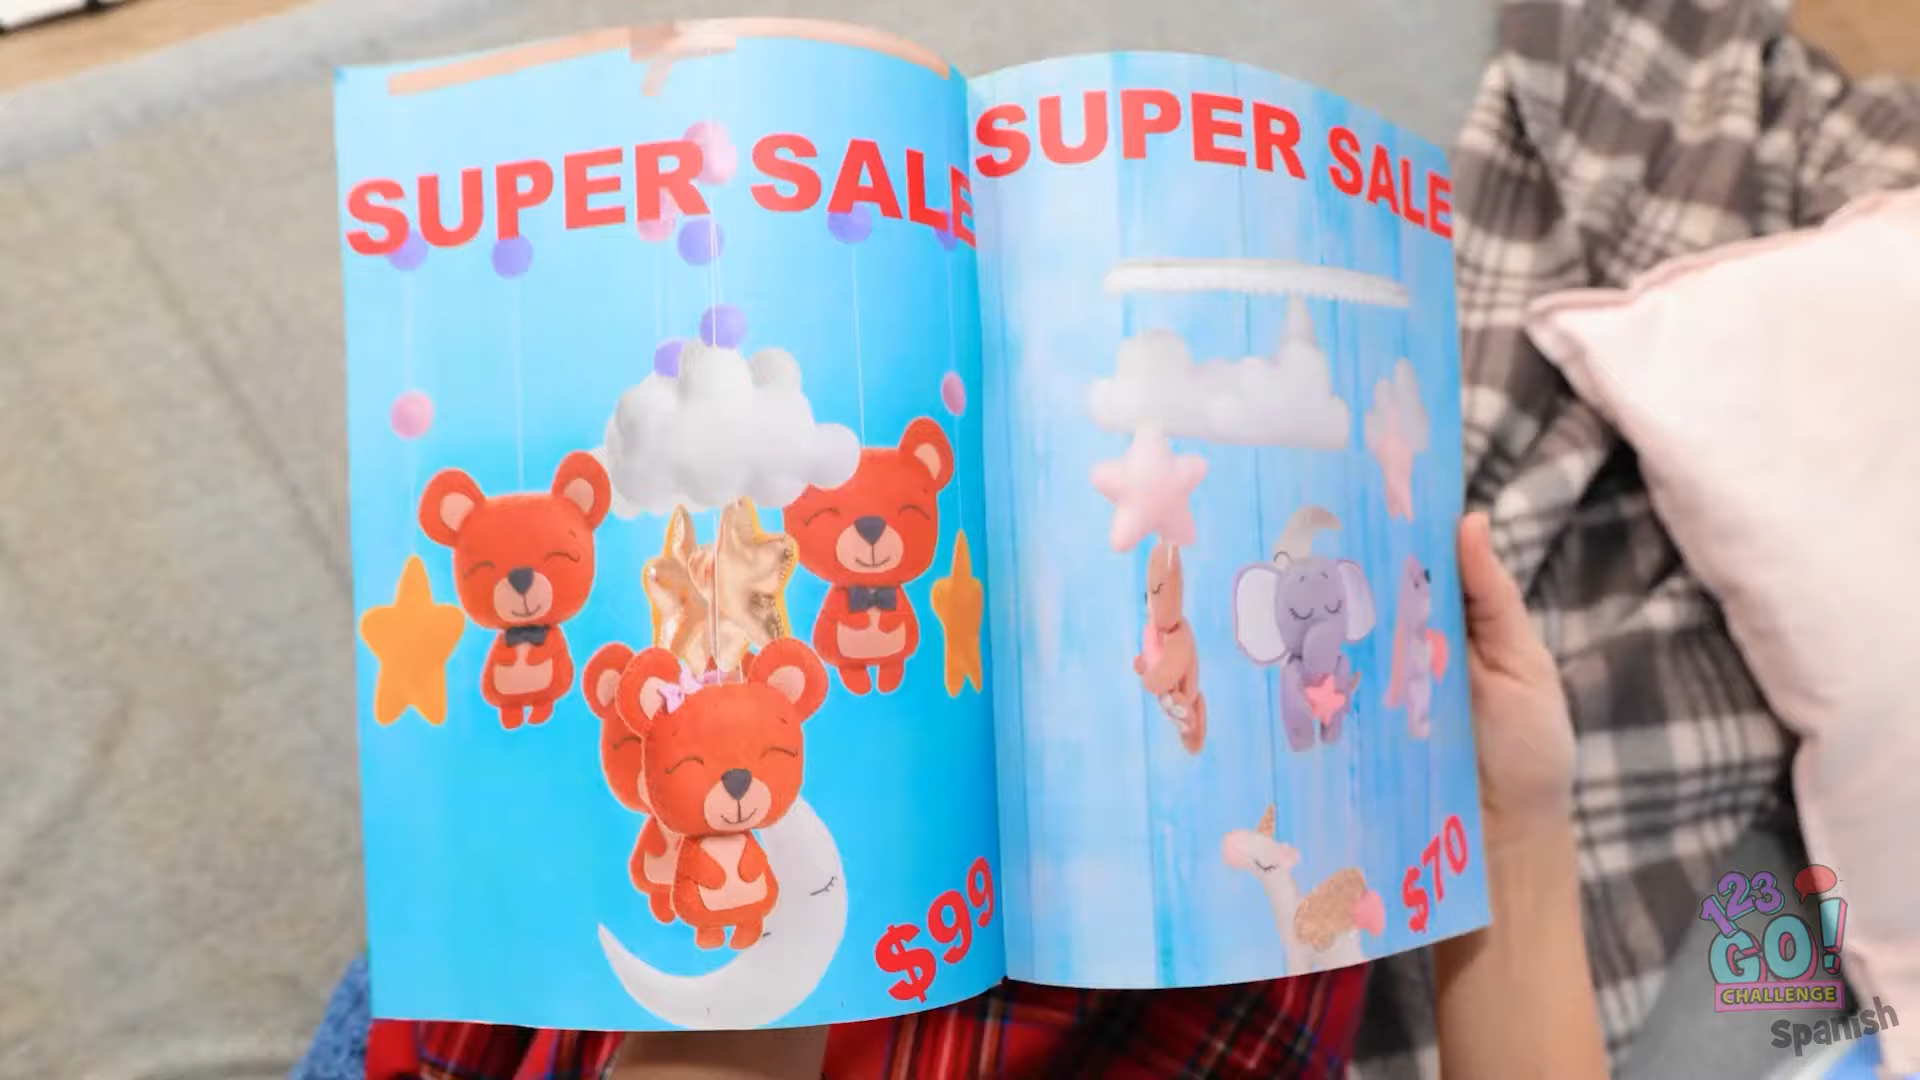 SUPER SALE
$99
SUPER SALE
$70
123
GO!
CHALLENGE
Spanish